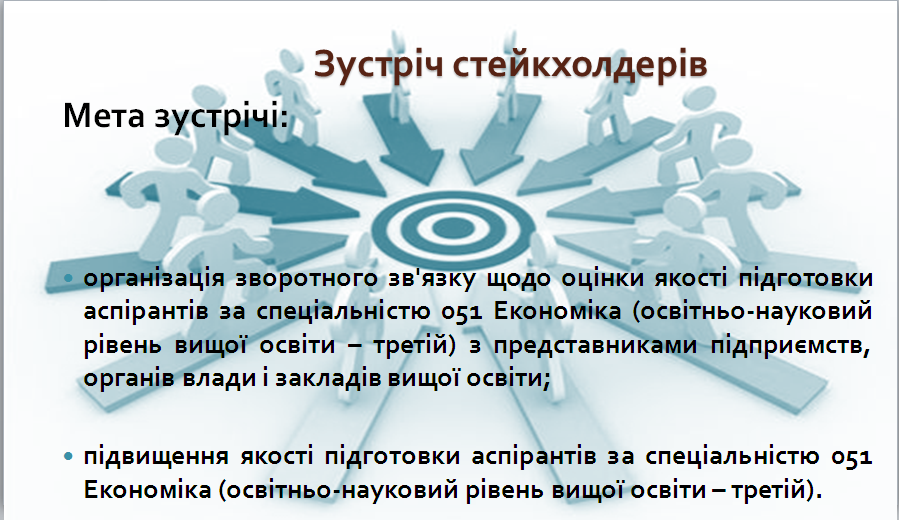 Зустріч стейкхолдерів
Мета зустрічі:
• організація зворотного зв'язку щодо оцінки якості підготовки
аспірантів за спеціальністю 051 Економіка (освітньо-науковий
рівень вищої освіти – третій) з представниками підприємств,
органів влади і закладів вищої освіти;
• підвищення якості підготовки аспірантів за спеціальністю 051
Економіка (освітньо-науковий рівень вищої освіти – третій).